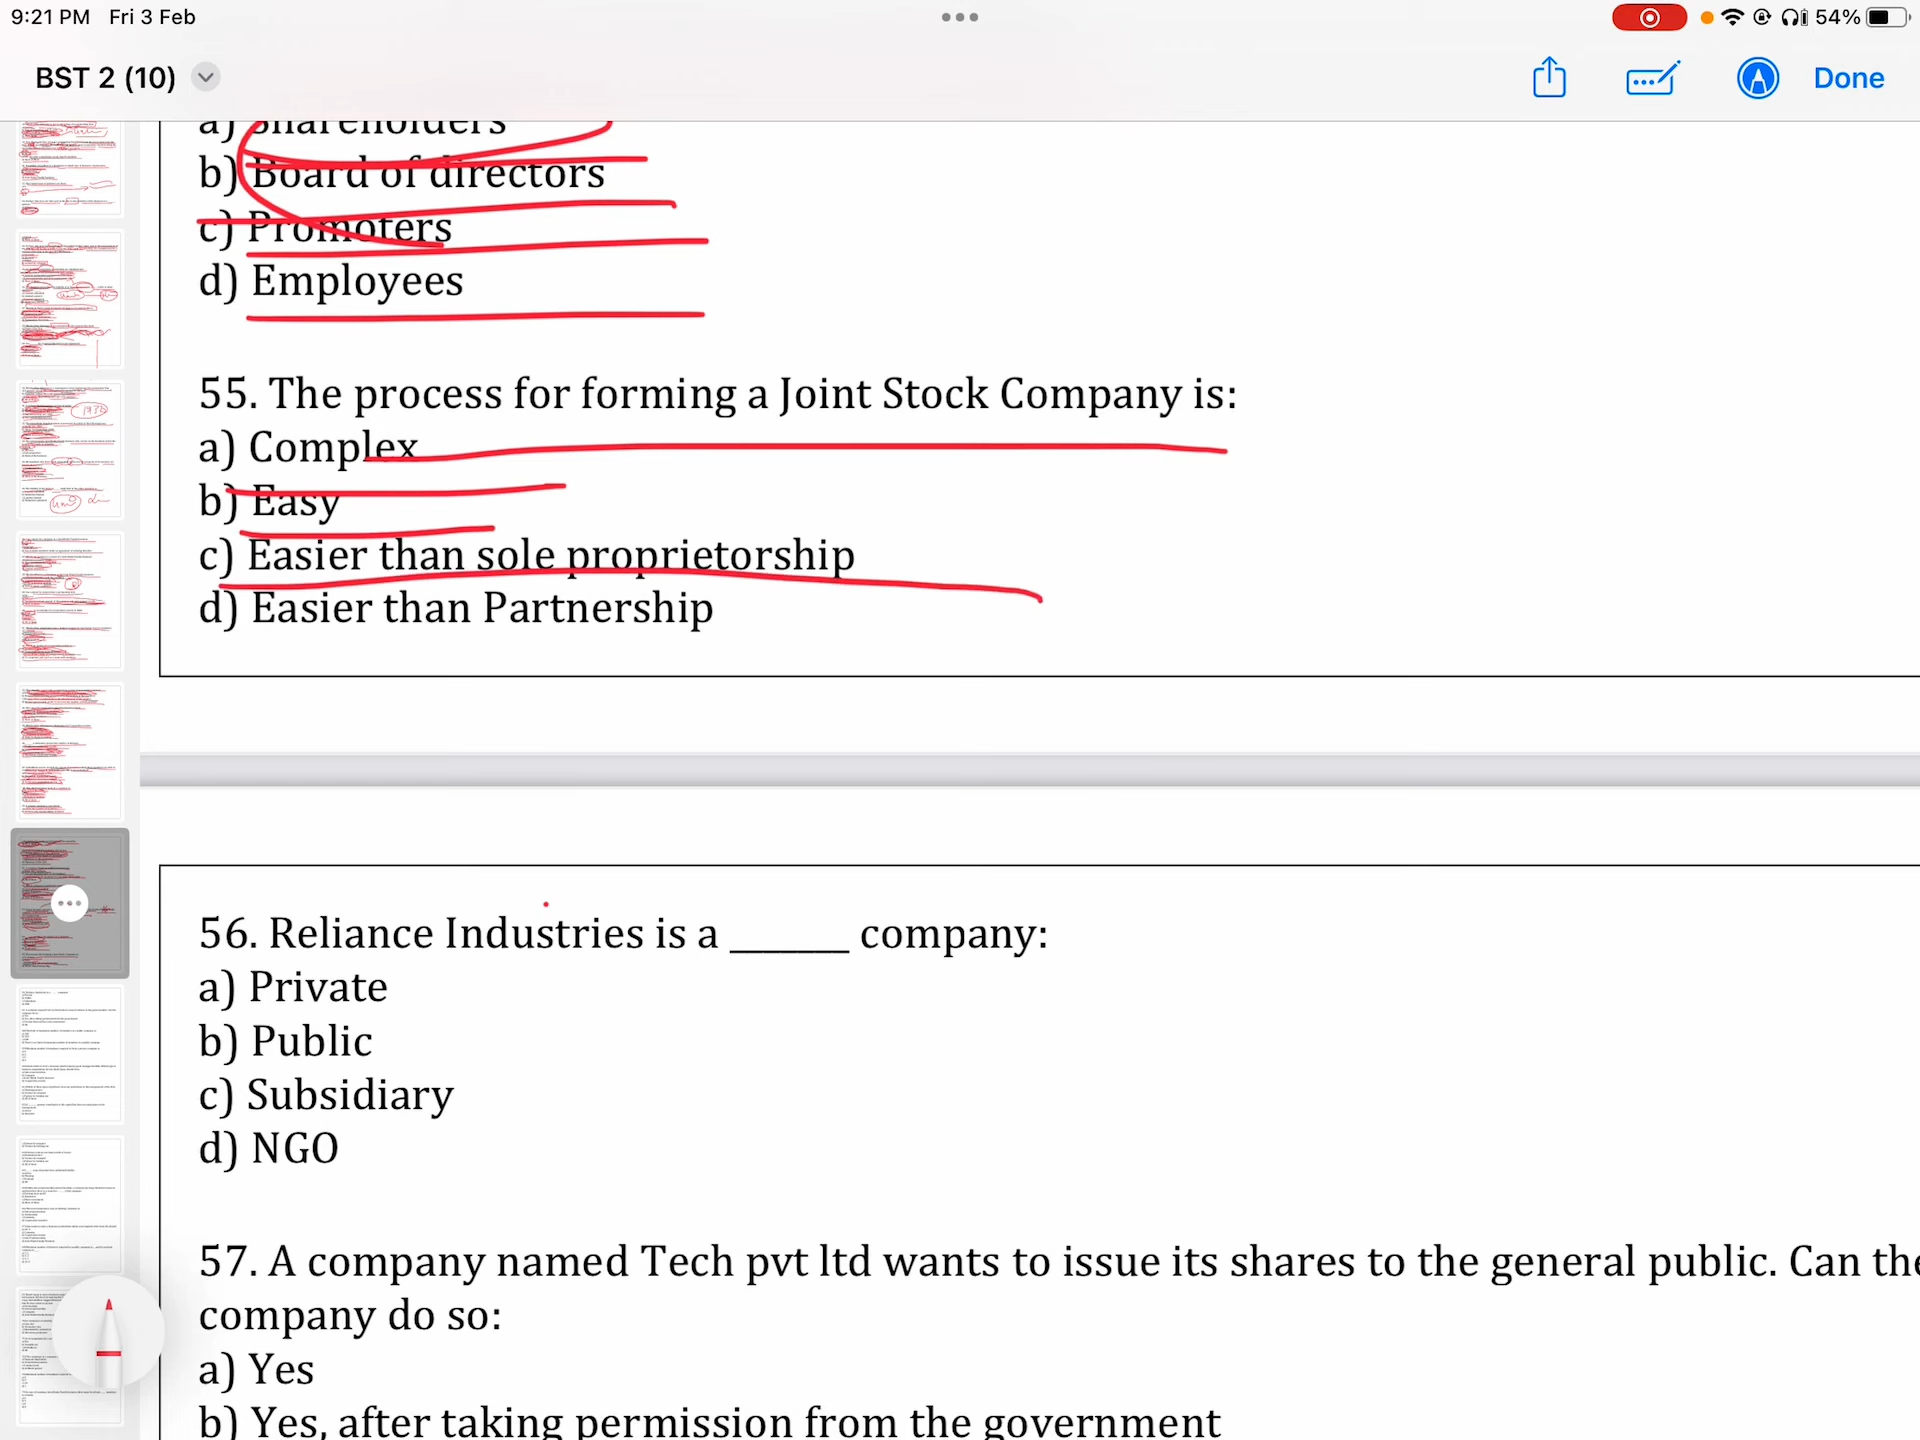 9:21 PM Fri 3 Feb
54%
BST 2 (10)
Done
a) Shareholders
b) Board of directors
c) Promoters
d) Employees
55. The process for forming a Joint Stock Company is:
a) Complex
b) Easy
c) Easier than sole proprietorship
d) Easier than Partnership
56. Reliance Industries is a ______ company:
a) Private
b) Public
c) Subsidiary
d) NGO
57. A company named Tech pvt ltd wants to issue its shares to the general public. Can the
company do so:
a) Yes
b) Yes, after taking permission from the government